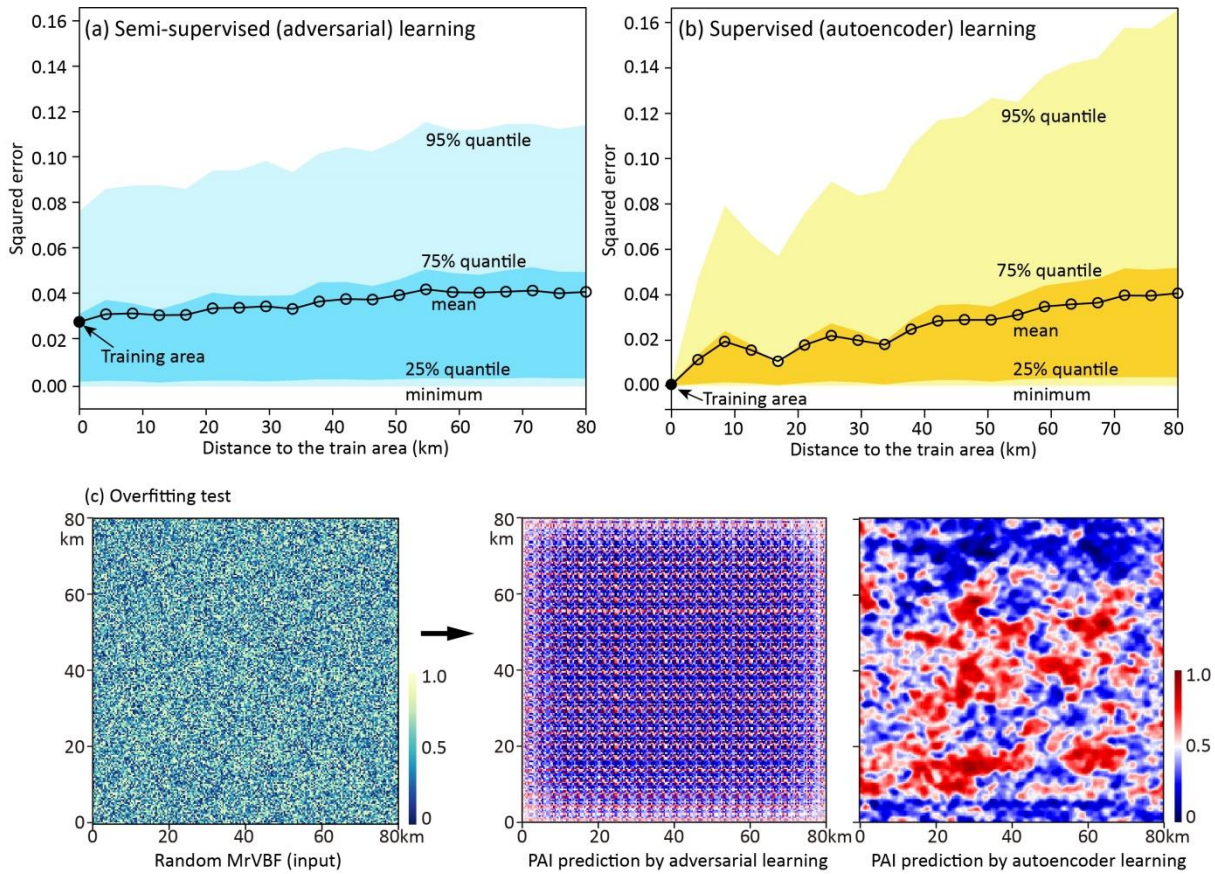 (a) Semi-supervised (adversarial) learning
0.16
0.14
0.12
0.10
0.08
0.06
0.04
0.02
0.00
Sqaured error
95% quantile
75% quantile
mean
Training area
25% quantile
minimum
0 10 20 30 40 50 60 70 80
Distance to the train area (km)
(b) Supervised (autoencoder) learning
0.16
0.14
0.12
0.10
0.08
0.06
0.04
0.02
0.00
Sqaured error
95% quantile
75% quantile
mean
25% quantile
Training area
minimum
0 10 20 30 40 50 60 70 80
Distance to the train area (km)
(c) Overfitting test
80
km
60
40
20
0
0 20 40 60 80km
Random MrVBF (input)
1.0
0.5
0
80
km
60
40
20
0
0 20 40 60 80km
PAI prediction by adversarial learning
0 20 40 60 80km
PAI prediction by autoencoder learning
1.0
0.5
0